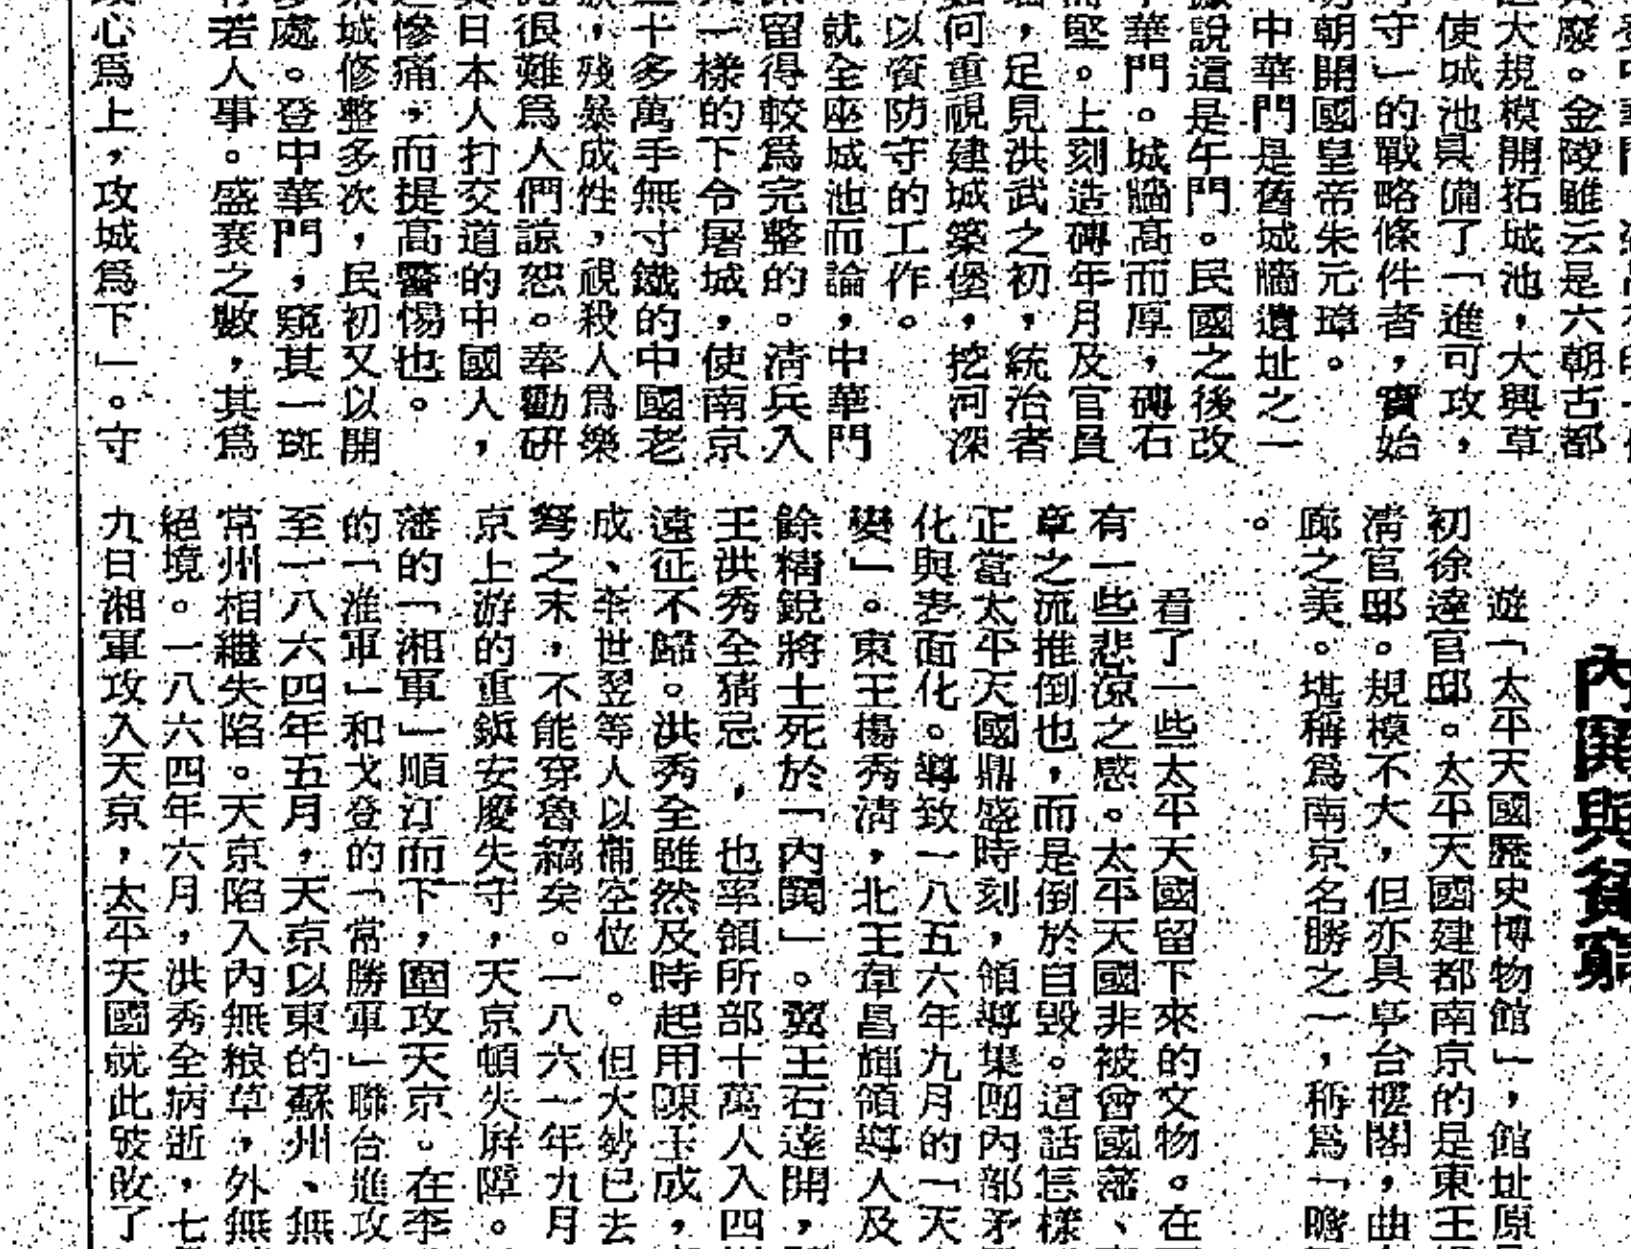 廢。金陵雖云是六朝古都
大規模開拓城池，大興草
使城池具備了「進可攻，
守」的戰略條件者，實始
朝開國皇帝朱元璋。
中華門是舊城牆遺址之一
據說這是午門。民國之後改
華門。城牆高而厚，磚石
堅。上刻造磚年月及官員
，足見洪武之初，統治者
如何重視建城築堡，挖河深
以資防守的工作。
就全座城池而論，中華門
保留得較爲完整的。清兵入
一樣的下令屠城，使南京
十多萬手無寸鐵的中國老
，殘暴成性，視殺人爲樂
很難爲人們諒恕。奉勸研
日本人打交道的中國人，
慘痛，而提高警惕也。
城修整多次，民初又以開
多處。登中華門，窺其一斑
若人事。盛衰之數，其爲
心爲上，攻城爲下」。守
內鬨與貧窮
遊「太平天國歷史博物館」，館址原
初徐達官邸。太平天國建都南京的是東王
清官邸。規模不大，但亦具亭台樓閣，曲
廊之美。堪稱爲南京名勝之一，稱爲「瞻
。
看了一些太平天國留下來的文物。在
有一些悲涼之感。太平天國非被曾國藩、
章之流推倒也，而是倒於自毀。這話怎樣
正當太平天國鼎盛時刻，領導集團內部矛
化與表面化。導致一八五六年九月的「天
變」。東王楊秀清，北王韋昌輝領導人及
餘精銳將士死於「內鬨」。翼王石達開，
王洪秀全猜忌，也率領所部十萬人入四
遠征不歸。洪秀全雖然及時起用陳玉成，
成、李世翌等人以補空位。但大勢已去
弩之末，不能穿魯縞矣。一八六一年九月
京上游的重鎮安慶失守，天京頓失屏障。
藩的「湘軍」順江而下，圍攻天京。在李
的「淮軍」和戈登的「常勝軍」聯合進攻
至一八六四年五月，天京以東的蘇州、無
常州相繼失陷。天京陷入內無粮草，外無
絕境。一八六四年六月，洪秀全病逝，七
九日湘軍攻入天京，太平天國就此破敗了